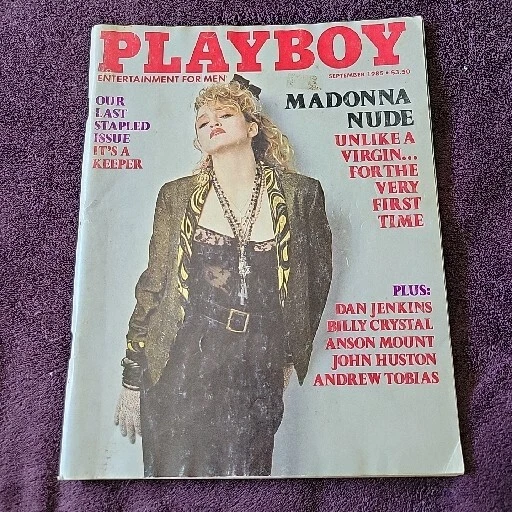 PLAYBOY
ENTERTAINMENT FOR MEN
SEPTEMBER 1985 • $3.50
OUR
LAST
STAPLED
ISSUE
IT'S A
KEEPER
MADONNA
NUDE
UNLIKE A
VIRGIN...
FOR THE
VERY
FIRST
TIME
PLUS:
DAN JENKINS
BILLY CRYSTAL
ANSON MOUNT
JOHN HUSTON
ANDREW TOBIAS